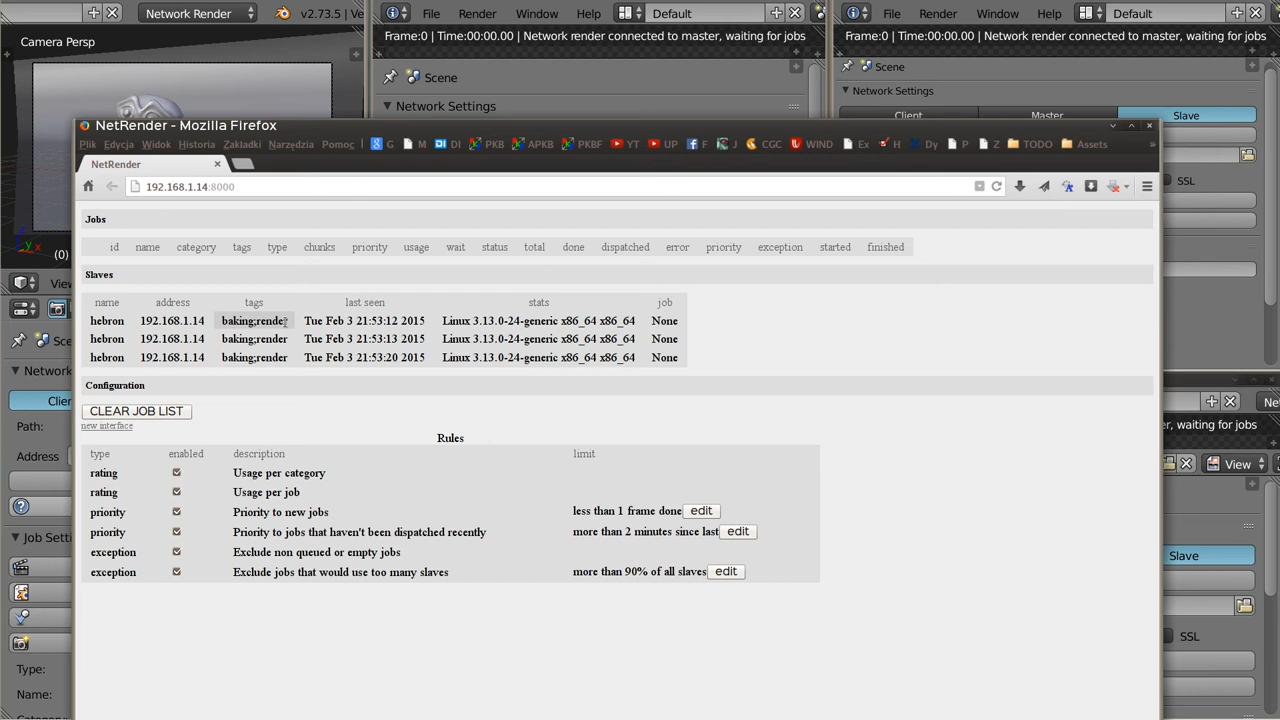 Network Render
v2.73.5 | Ve
File Render Window Help Default
File Render Window Help Default
Camera Persp
Frame:0 | Time:00:00.00 | Network render connected to master, waiting for jobs
Frame:0 | Time:00:00.00 | Network render connected to master, waiting for jobs
Scene
Scene
Network Settings
Network Settings
Client Master Slave
NetRender - Mozilla Firefox
Plik Edycja Widok Historia Zakładki Narzędzia Pomoc G M DI PKB APKB PKBF YT UP F J CGC WIND Ex H Dy P Z TODO Assets
NetRender
SSL
192.168.1.14:8000
Jobs
id name category tags type chunks priority usage wait status total done dispatched error priority exception started finished
(0)
Slaves
Viev
name address tags last seen stats job
hebron 192.168.1.14 baking;render Tue Feb 3 21:53:12 2015 Linux 3.13.0-24-generic x86_64 x86_64 None
hebron 192.168.1.14 baking;render Tue Feb 3 21:53:13 2015 Linux 3.13.0-24-generic x86_64 x86_64 None
Sce
hebron 192.168.1.14 baking;render Tue Feb 3 21:53:20 2015 Linux 3.13.0-24-generic x86_64 x86_64 None
Network
Configuration
Clien
Ne
CLEAR JOB LIST
Path:
new interface
er, waiting for jobs
Rules
Address
type enabled description limit
View
rating Usage per category
rating Usage per job
priority Priority to new jobs less than 1 frame done edit
priority Priority to jobs that haven't been dispatched recently more than 2 minutes since last edit
Job Setti
exception Exclude non queued or empty jobs
Slave
exception Exclude jobs that would use too many slaves more than 90% of all slaves edit
SSL
Type:
Name: